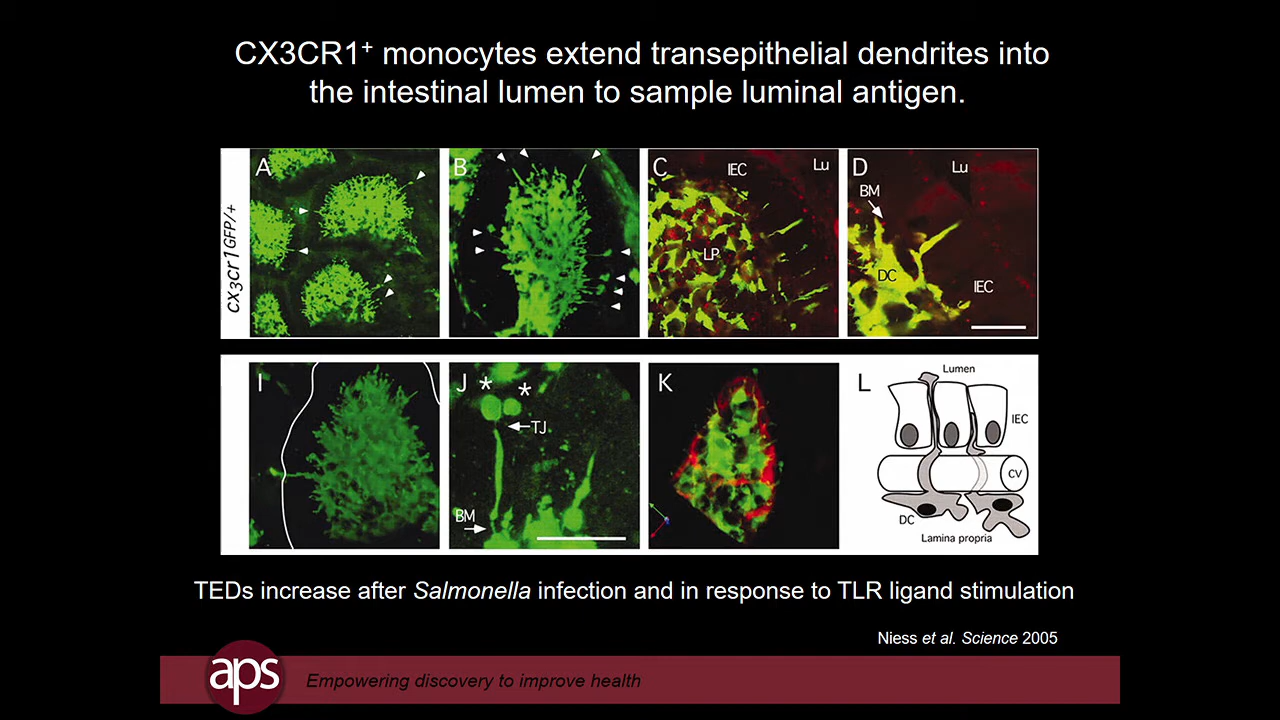 CX3CR1⁺ monocytes extend transepithelial dendrites into
the intestinal lumen to sample luminal antigen.
cx₃cr1GFP/+
A
B
C IEC Lu
LP
D Lu
BM
DC
IEC
I
J * *
TJ
BM
K
L Lumen
IEC
CV
DC
Lamina propria
TEDs increase after Salmonella infection and in response to TLR ligand stimulation
Niess et al. Science 2005
aps
Empowering discovery to improve health